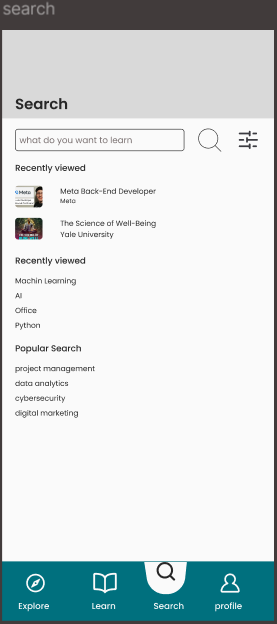 search
Search
what do you want to learn
Recently viewed
Meta
Meta Back-End Developer
Meta
The Science of Well-Being
Yale University
Recently viewed
Machin Learning
AI
Office
Python
Popular Search
project management
data analytics
cybersecurity
digital marketing
Explore
Learn
Search
profile